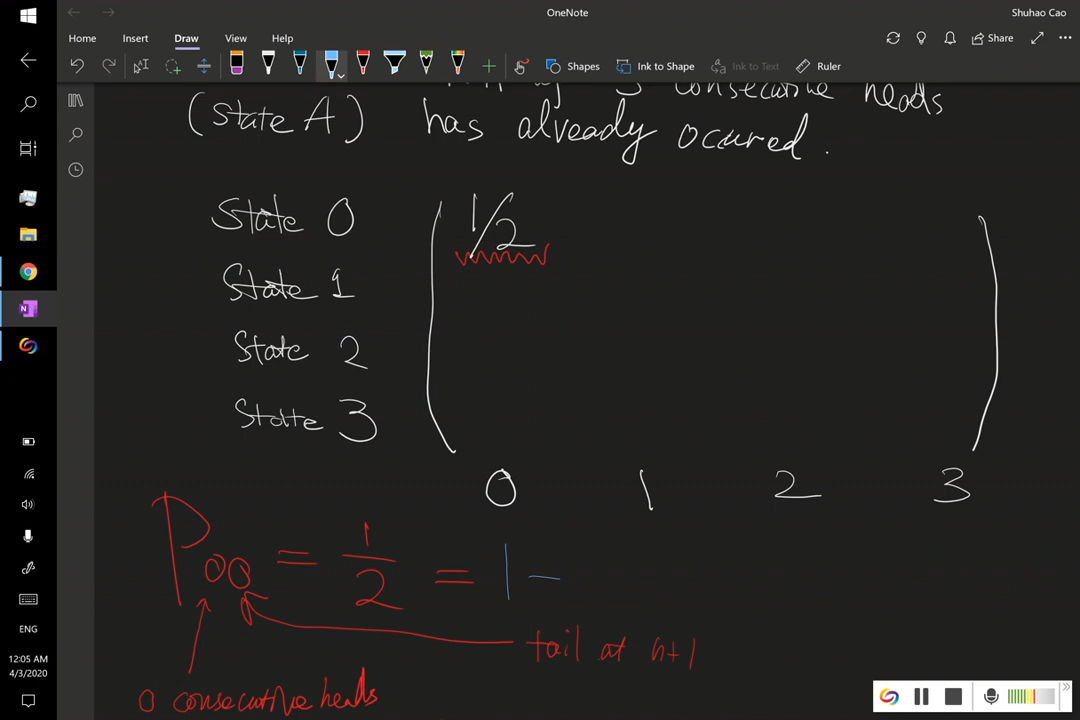 OneNote
Shuhao Cao
Home Insert Draw View Help
Share
Shapes
Ink to Shape
Ink to Text
Ruler
3 consecutive heads
(State A) has already occured.
State 0 1/2
State 1
State 2
State 3
0 1 2 3
P00 = 1/2 = 1 -
tail at n+1
0 consecutive heads
ENG
12:05 AM
4/3/2020